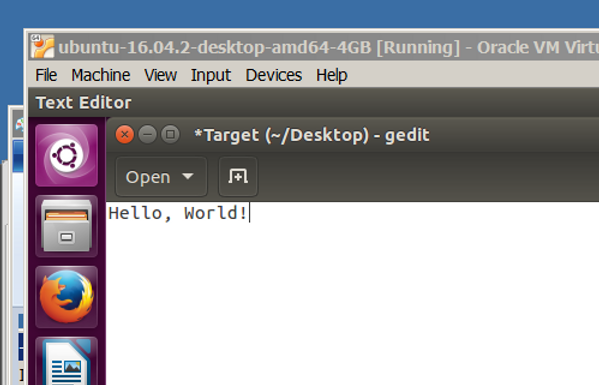 ubuntu-16.04.2-desktop-amd64-4GB [Running] - Oracle VM Virtu
File Machine View Input Devices Help
Text Editor
*Target (~/Desktop) - gedit
Open
Hello, World!